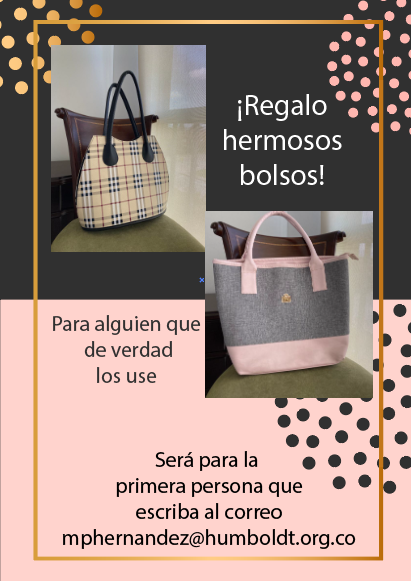 ¡Regalo
hermosos
bolsos!
Para alguien que
de verdad
los use
Será para la
primera persona que
escriba al correo
mphernandez@humboldt.org.co